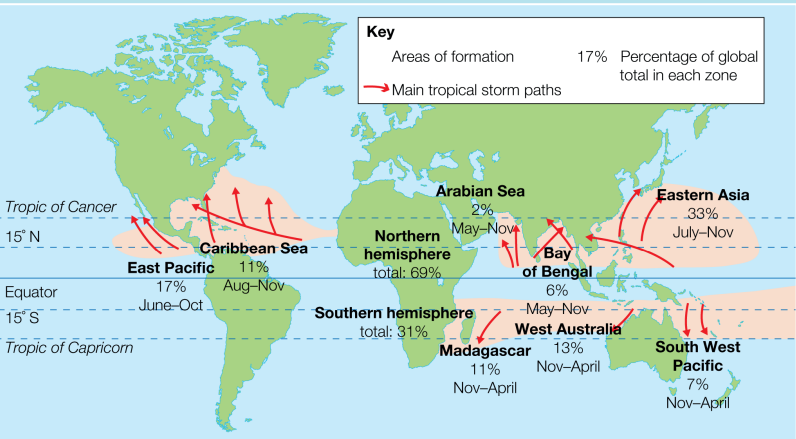 Key
Areas of formation
17% Percentage of global
total in each zone
Main tropical storm paths
Arabian Sea
2%
May–Nov
Eastern Asia
33%
July–Nov
Tropic of Cancer
15° N
Northern
hemisphere
total: 69%
Caribbean Sea
11%
Aug–Nov
East Pacific
17%
June–Oct
Bay
of Bengal
6%
May–Nov
Equator
15° S
Southern hemisphere
total: 31%
Tropic of Capricorn
Madagascar
11%
Nov–April
West Australia
13%
Nov–April
South West
Pacific
7%
Nov–April